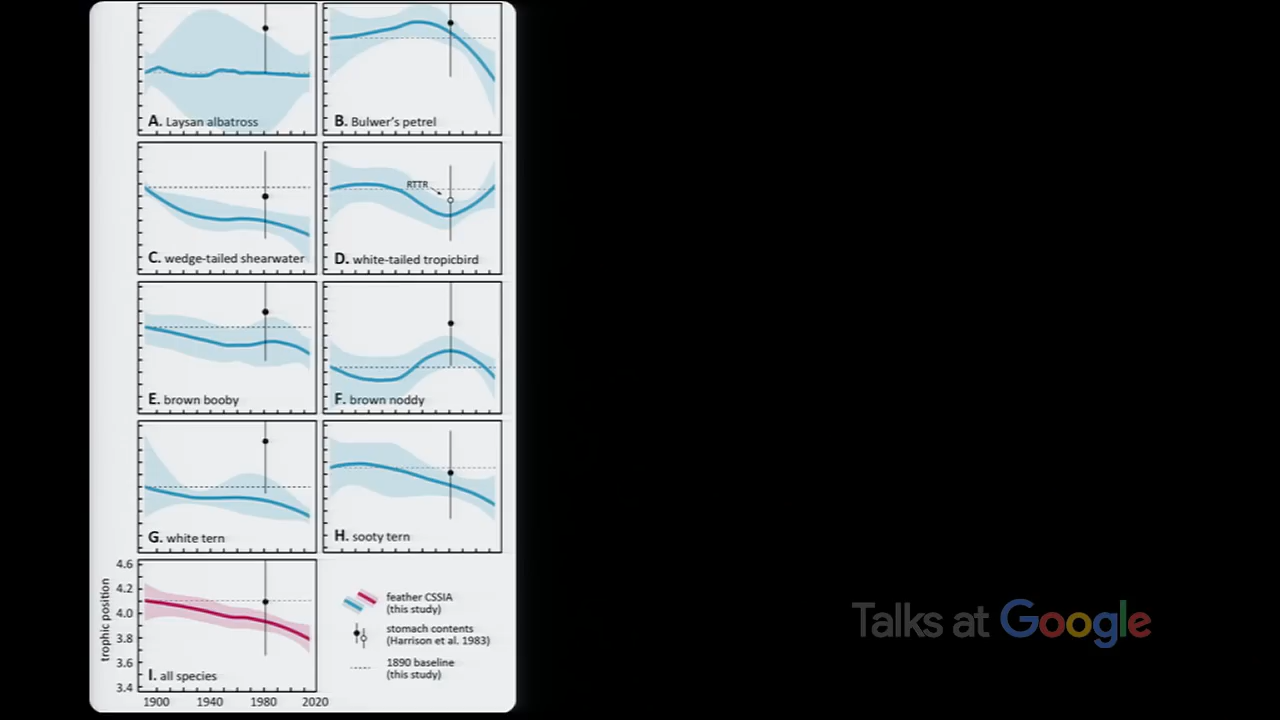 A. Laysan albatross
B. Bulwer's petrel
C. wedge-tailed shearwater
RTTR
D. white-tailed tropicbird
E. brown booby
F. brown noddy
G. white tern
H. sooty tern
trophic position
4.6
4.2
4.0
3.8
3.6
3.4
I. all species
1900 1940 1980 2020
feather CSSIA
(this study)
stomach contents
(Harrison et al. 1983)
1890 baseline
(this study)
Talks at Google